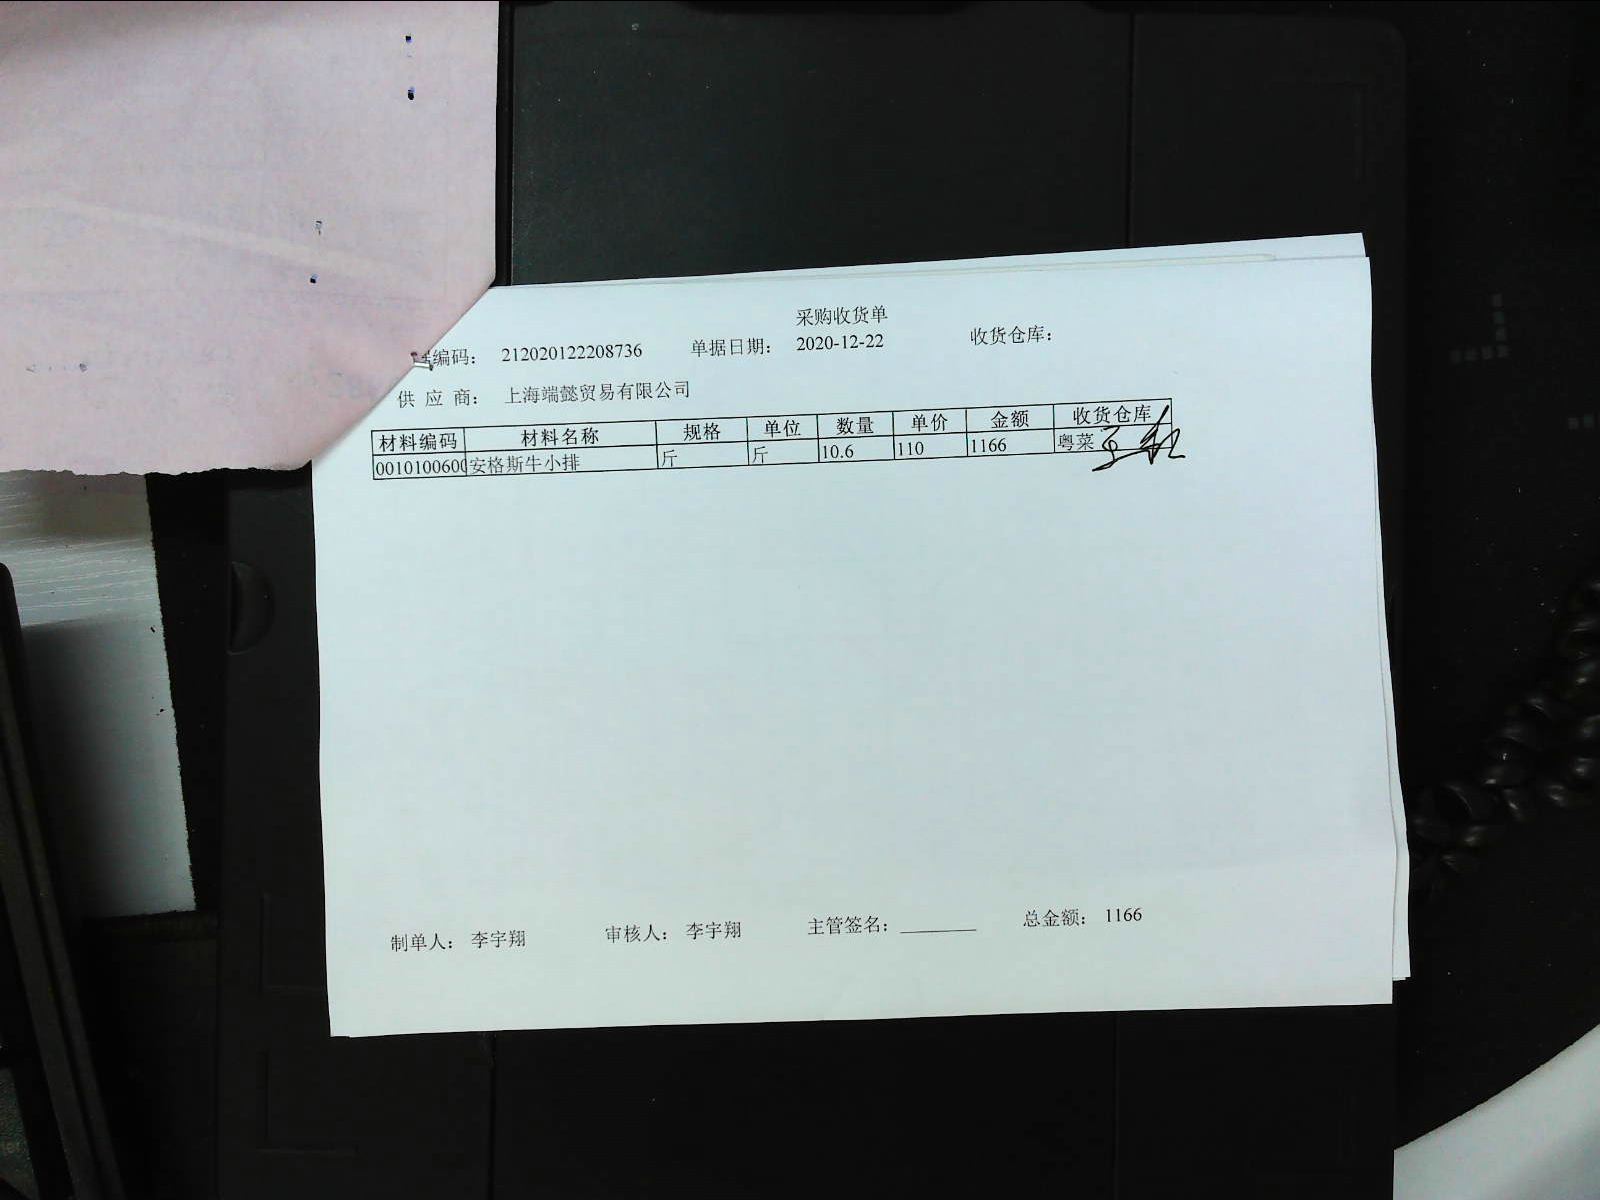 采购收货单
编码： 212020122208736 单据日期： 2020-12-22 收货仓库：
供 应 商： 上海端懿贸易有限公司
材料编码 材料名称 规格 单位 数量 单价 金额 收货仓库
0010100600 安格斯牛小排 斤 斤 10.6 110 1166 粤菜
制单人： 李宇翔 审核人： 李宇翔 主管签名： 总金额： 1166